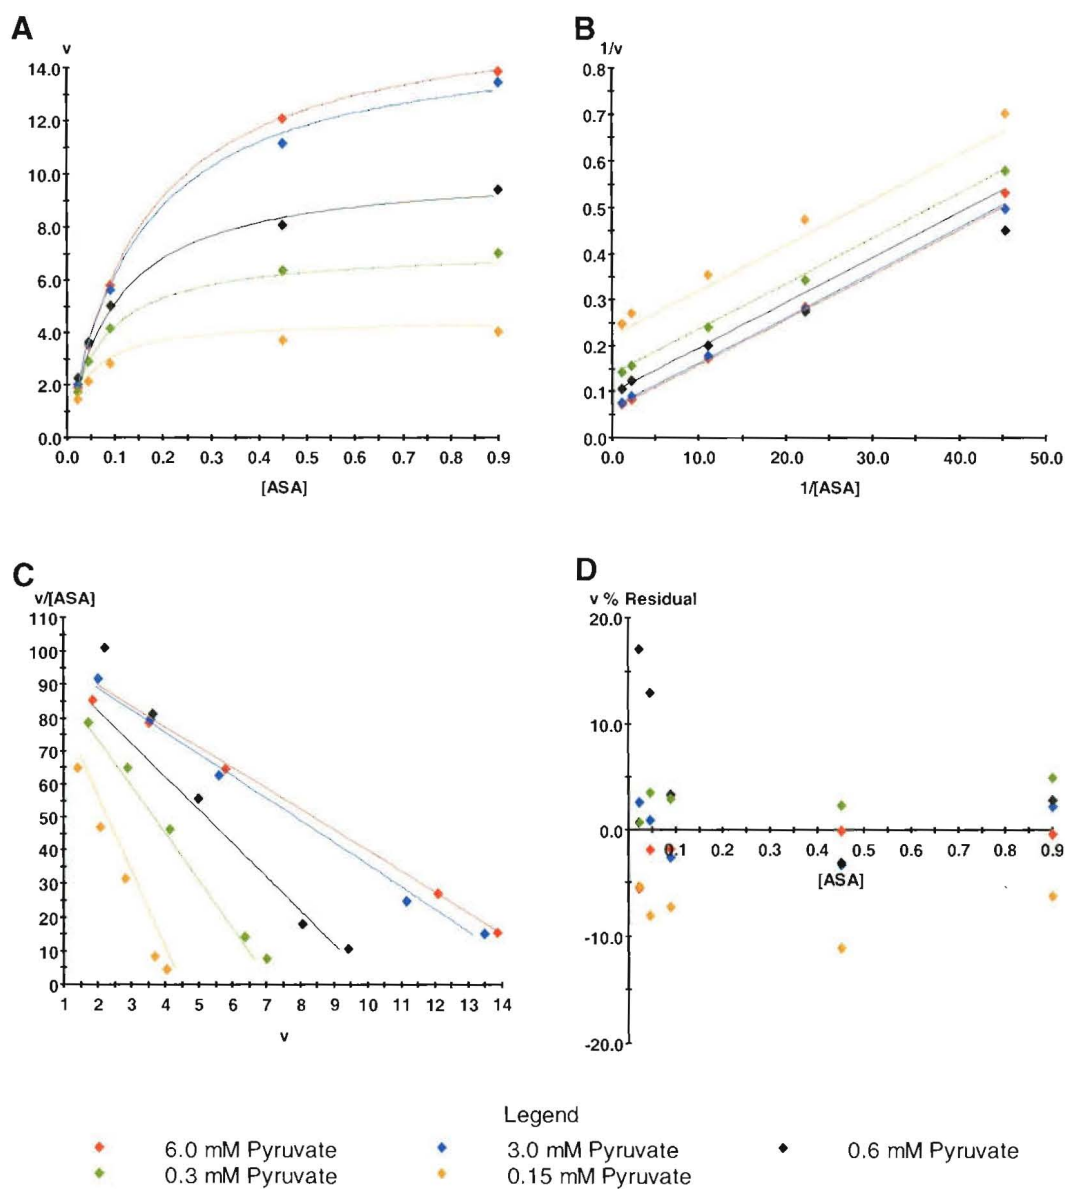 A
B
v
1/v
14.0
12.0
10.0
8.0
6.0
4.0
2.0
0.0
0.0 0.1 0.2 0.3 0.4 0.5 0.6 0.7 0.8 0.9
[ASA]
0.8
0.7
0.6
0.5
0.4
0.3
0.2
0.1
0.0
0.0 10.0 20.0 30.0 40.0 50.0
1/[ASA]
C
D
v/[ASA]
v % Residual
110
100
90
80
70
60
50
40
30
20
10
0
1 2 3 4 5 6 7 8 9 10 11 12 13 14
v
20.0
10.0
0.0
-10.0
-20.0
0.1 0.2 0.3 0.4 0.5 0.6 0.7 0.8 0.9
[ASA]
Legend
6.0 mM Pyruvate 3.0 mM Pyruvate 0.6 mM Pyruvate
0.3 mM Pyruvate 0.15 mM Pyruvate